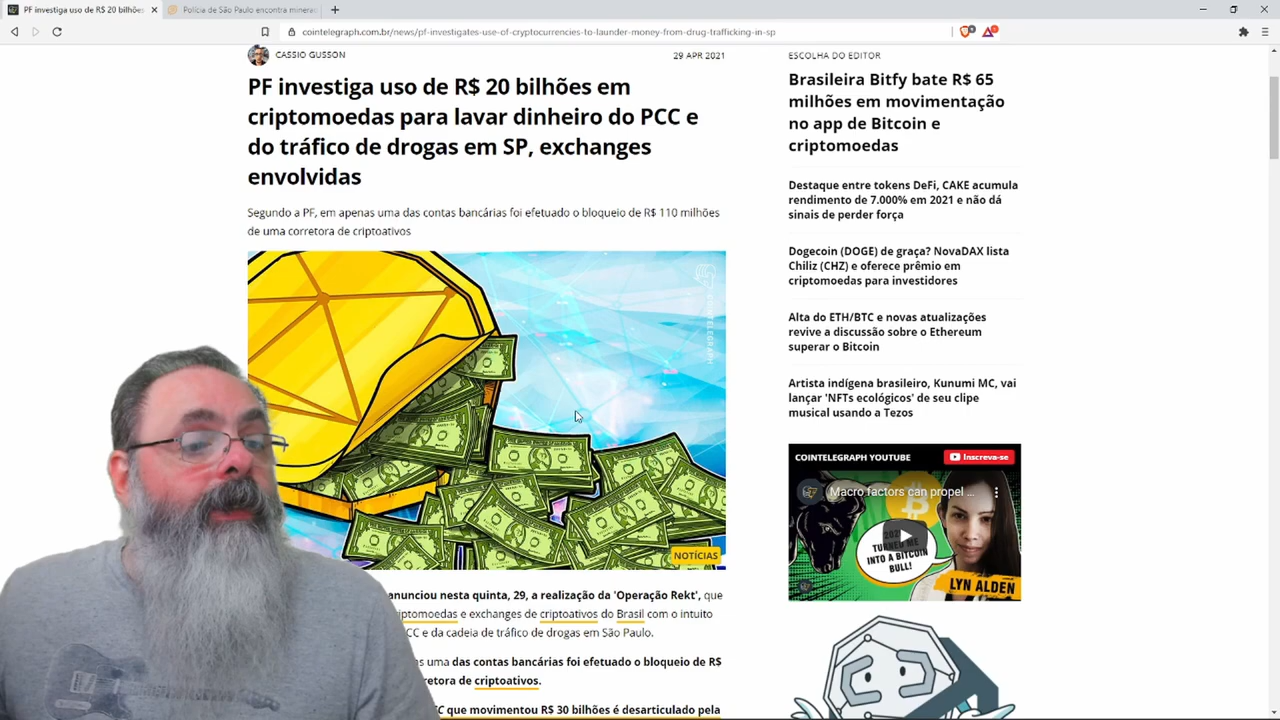 PF investiga uso de R$ 20 bilhões
Polícia de São Paulo encontra minera
cointelegraph.com.br/news/pf-investigates-use-of-cryptocurrencies-to-launder-money-from-drug-trafficking-in-sp
CASSIO GUSSON
29 APR 2021
PF investiga uso de R$ 20 bilhões em
criptomoedas para lavar dinheiro do PCC e
do tráfico de drogas em SP, exchanges
envolvidas
Segundo a PF, em apenas uma das contas bancárias foi efetuado o bloqueio de R$ 110 milhões
de uma corretora de criptoativos
COINTELEGRAPH
NOTÍCIAS
anunciou nesta quinta, 29, a realização da 'Operação Rekt', que
iptomoedas e exchanges de criptoativos do Brasil com o intuito
CC e da cadeia de tráfico de drogas em São Paulo.
s uma das contas bancárias foi efetuado o bloqueio de R$
retora de criptoativos.
TC que movimentou R$ 30 bilhões é desarticulado pela
ESCOLHA DO EDITOR
Brasileira Bitfy bate R$ 65
milhões em movimentação
no app de Bitcoin e
criptomoedas
Destaque entre tokens DeFi, CAKE acumula
rendimento de 7.000% em 2021 e não dá
sinais de perder força
Dogecoin (DOGE) de graça? NovaDAX lista
Chiliz (CHZ) e oferece prêmio em
criptomoedas para investidores
Alta do ETH/BTC e novas atualizações
revive a discussão sobre o Ethereum
superar o Bitcoin
Artista indígena brasileiro, Kunumi MC, vai
lançar 'NFTs ecológicos' de seu clipe
musical usando a Tezos
COINTELEGRAPH YOUTUBE
Inscreva-se
Macro factors can propel ...
TURNED ME
INTO A BITCOIN
BULL!
LYN ALDEN